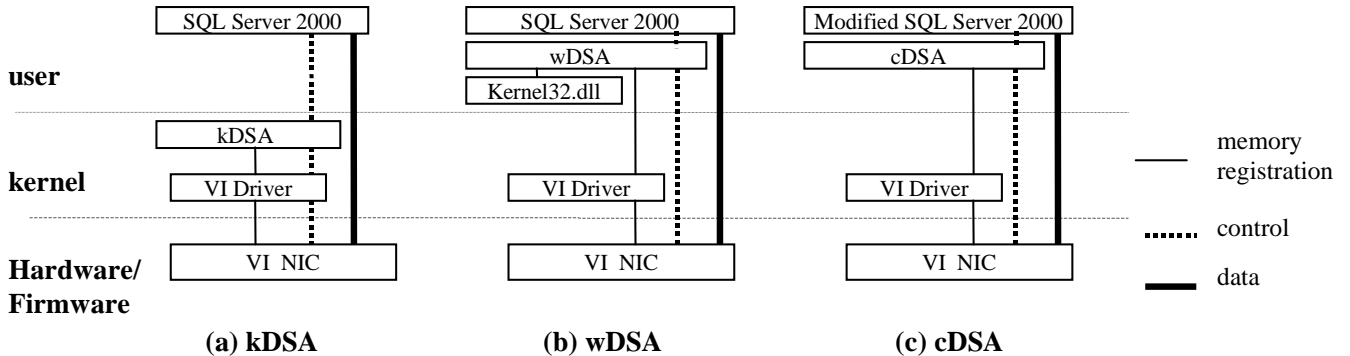 SQL Server 2000
SQL Server 2000
Modified SQL Server 2000
wDSA
cDSA
user
Kernel32.dll
kDSA
memory
registration
kernel
VI Driver
VI Driver
VI Driver
control
Hardware/
Firmware
VI NIC
VI NIC
VI NIC
data
(a) kDSA
(b) wDSA
(c) cDSA